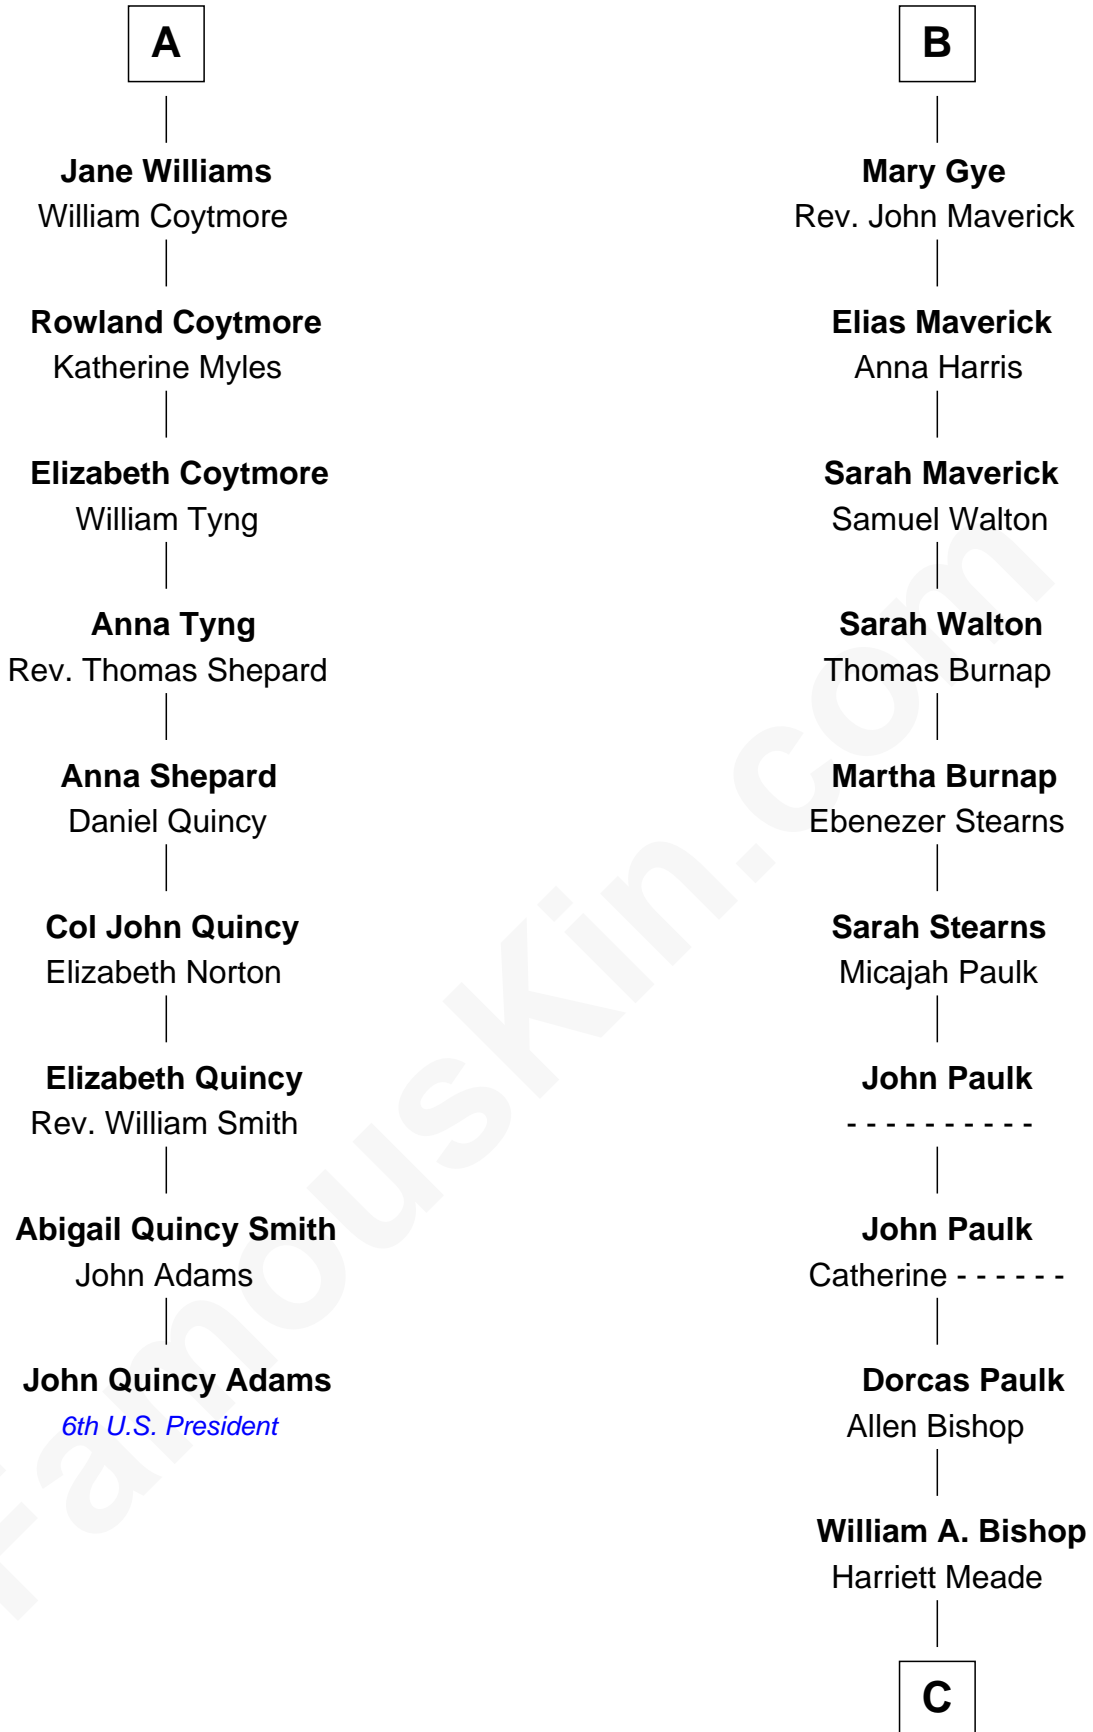 A
Jane Williams
William Coytmore
Rowland Coytmore
Katherine Myles
Elizabeth Coytmore
William Tyng
Anna Tyng
Rev. Thomas Shepard
Anna Shepard
Daniel Quincy
Col John Quincy
Elizabeth Norton
Elizabeth Quincy
Rev. William Smith
Abigail Quincy Smith
John Adams
John Quincy Adams
6th U.S. President
B
Mary Gye
Rev. John Maverick
Elias Maverick
Anna Harris
Sarah Maverick
Samuel Walton
Sarah Walton
Thomas Burnap
Martha Burnap
Ebenezer Stearns
Sarah Stearns
Micajah Paulk
John Paulk
- - - - - - - - - -
John Paulk
Catherine - - - - - -
Dorcas Paulk
Allen Bishop
William A. Bishop
Harriett Meade
C
FamousKin.com